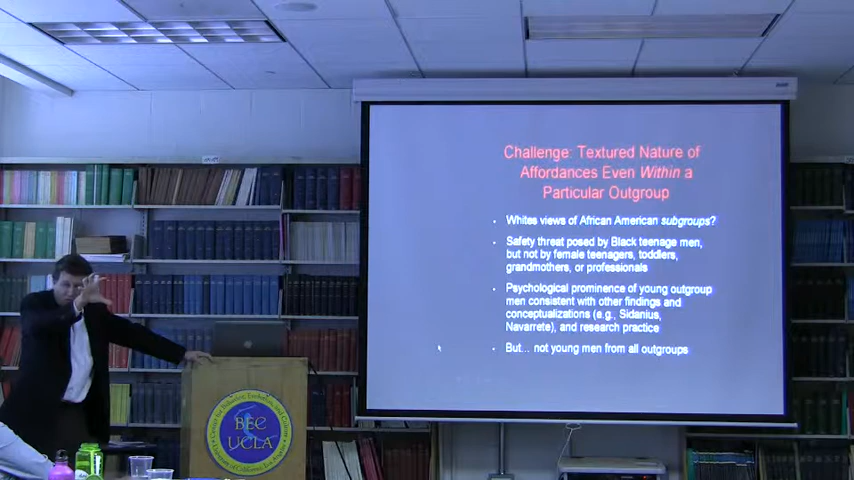 Challenge: Textured Nature of
Affordances Even Within a
Particular Outgroup
Whites views of African American subgroups?
Safety threat posed by Black teenage men,
but not by female teenagers, toddlers,
grandmothers, or professionals
Psychological prominence of young outgroup
men consistent with other findings and
conceptualizations (e.g., Sidanius,
Navarrete), and research practice
But... not young men from all outgroups
BEC
UCLA